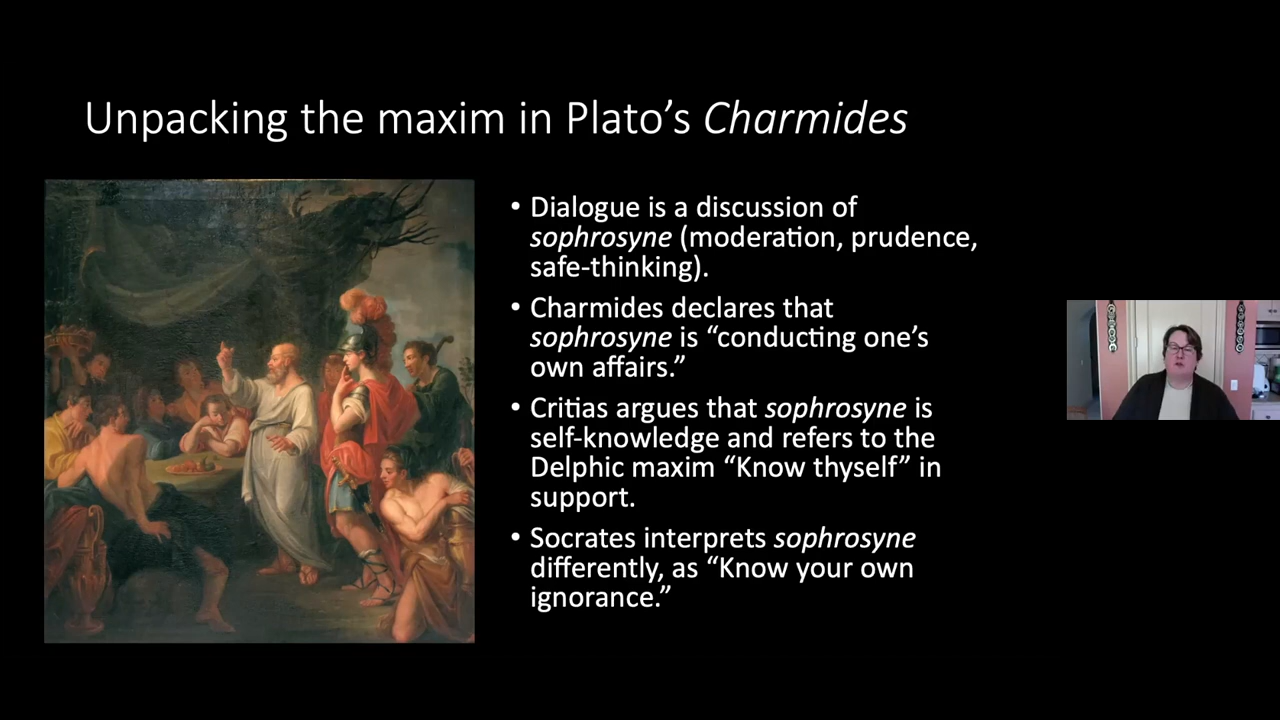 Unpacking the maxim in Plato’s Charmides
• Dialogue is a discussion of
sophrosyne (moderation, prudence,
safe-thinking).
• Charmides declares that
sophrosyne is “conducting one’s
own affairs.”
• Critias argues that sophrosyne is
self-knowledge and refers to the
Delphic maxim “Know thyself” in
support.
• Socrates interprets sophrosyne
differently, as “Know your own
ignorance.”